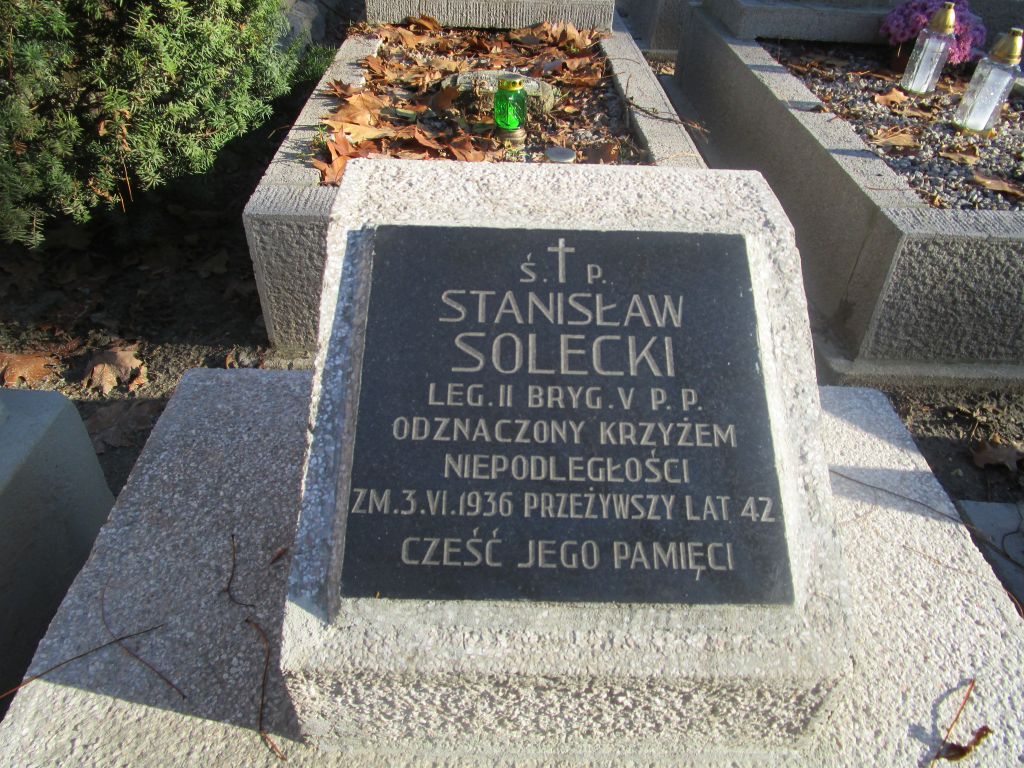 Ś. † P.
STANISŁAW
SOLECKI
LEG. II BRYG. V P. P.
ODZNACZONY KRZYŻEM
NIEPODLEGŁOŚCI
ZM. 3. VI. 1936 PRZEŻYWSZY LAT 42
CZEŚĆ JEGO PAMIĘCI